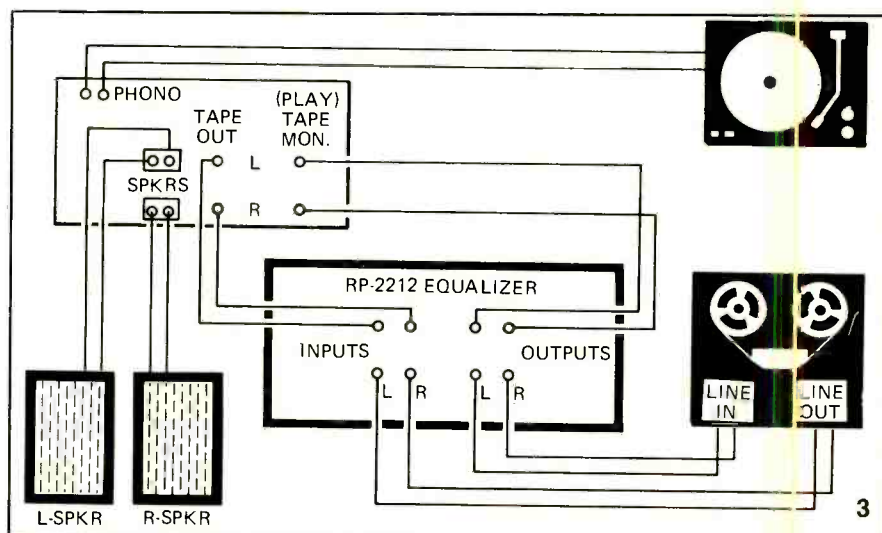 PHONO
TAPE
OUT
(PLAY)
TAPE
MON.
L
SPKRS
R
RP-2212 EQUALIZER
INPUTS
OUTPUTS
L
R
L
R
LINE
IN
LINE
OUT
L-SPKR
R-SPKR
3